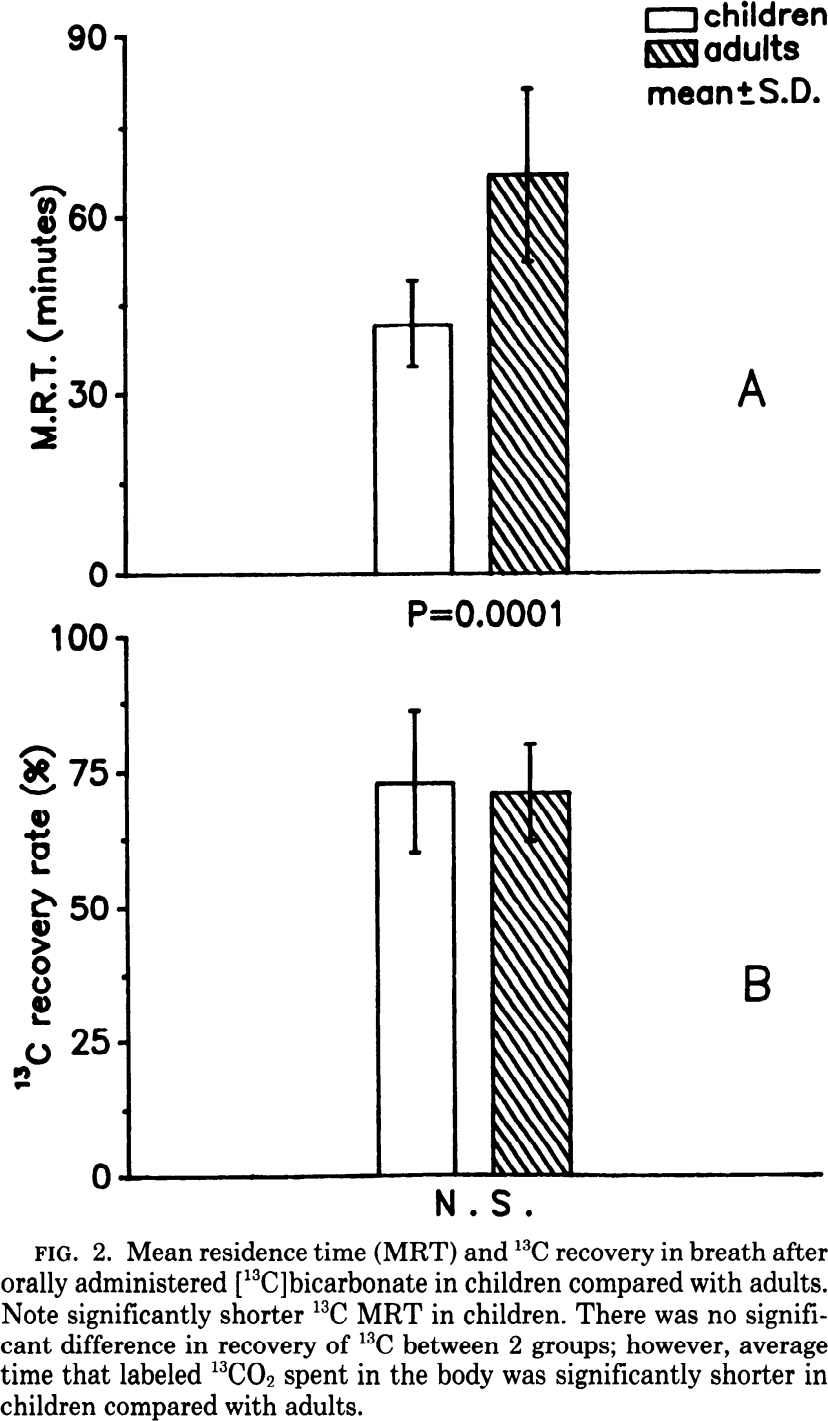 children
adults
mean±S.D.
90
60
30
0
M.R.T. (minutes)
A
P=0.0001
100
75
50
25
0
¹³C recovery rate (%)
B
N.S.
FIG. 2. Mean residence time (MRT) and ¹³C recovery in breath after
orally administered [¹³C]bicarbonate in children compared with adults.
Note significantly shorter ¹³C MRT in children. There was no signifi-
cant difference in recovery of ¹³C between 2 groups; however, average
time that labeled ¹³CO₂ spent in the body was significantly shorter in
children compared with adults.